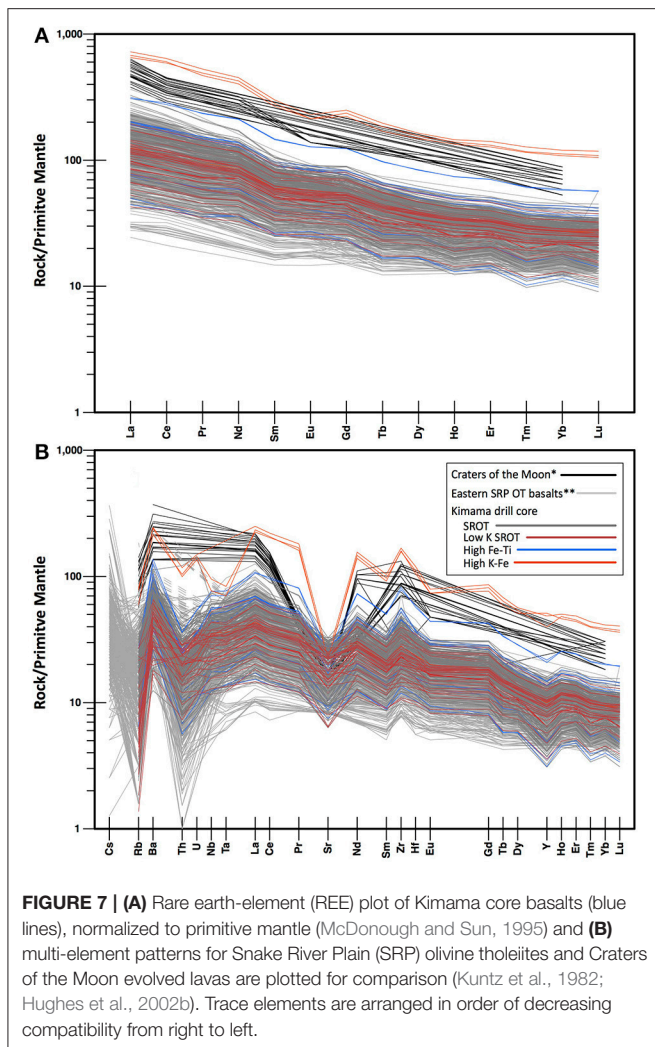 A
1,000
100
10
1
Rock/Primitve Mantle
La Ce Pr Nd Sm Eu Gd Tb Dy Ho Er Tm Yb Lu
B
1,000
100
10
1
Rock/Primitve Mantle
Craters of the Moon*
Eastern SRP OT basalts**
Kimama drill core
SROT
Low K SROT
High Fe-Ti
High K-Fe
Cs Rb Ba Th U Nb Ta La Ce Pr Sr Nd Sm Zr Hf Eu Gd Tb Dy Y Ho Er Tm Yb Lu
FIGURE 7 | (A) Rare earth-element (REE) plot of Kimama core basalts (blue
lines), normalized to primitive mantle (McDonough and Sun, 1995) and (B)
multi-element patterns for Snake River Plain (SRP) olivine tholeiites and Craters
of the Moon evolved lavas are plotted for comparison (Kuntz et al., 1982;
Hughes et al., 2002b). Trace elements are arranged in order of decreasing
compatibility from right to left.